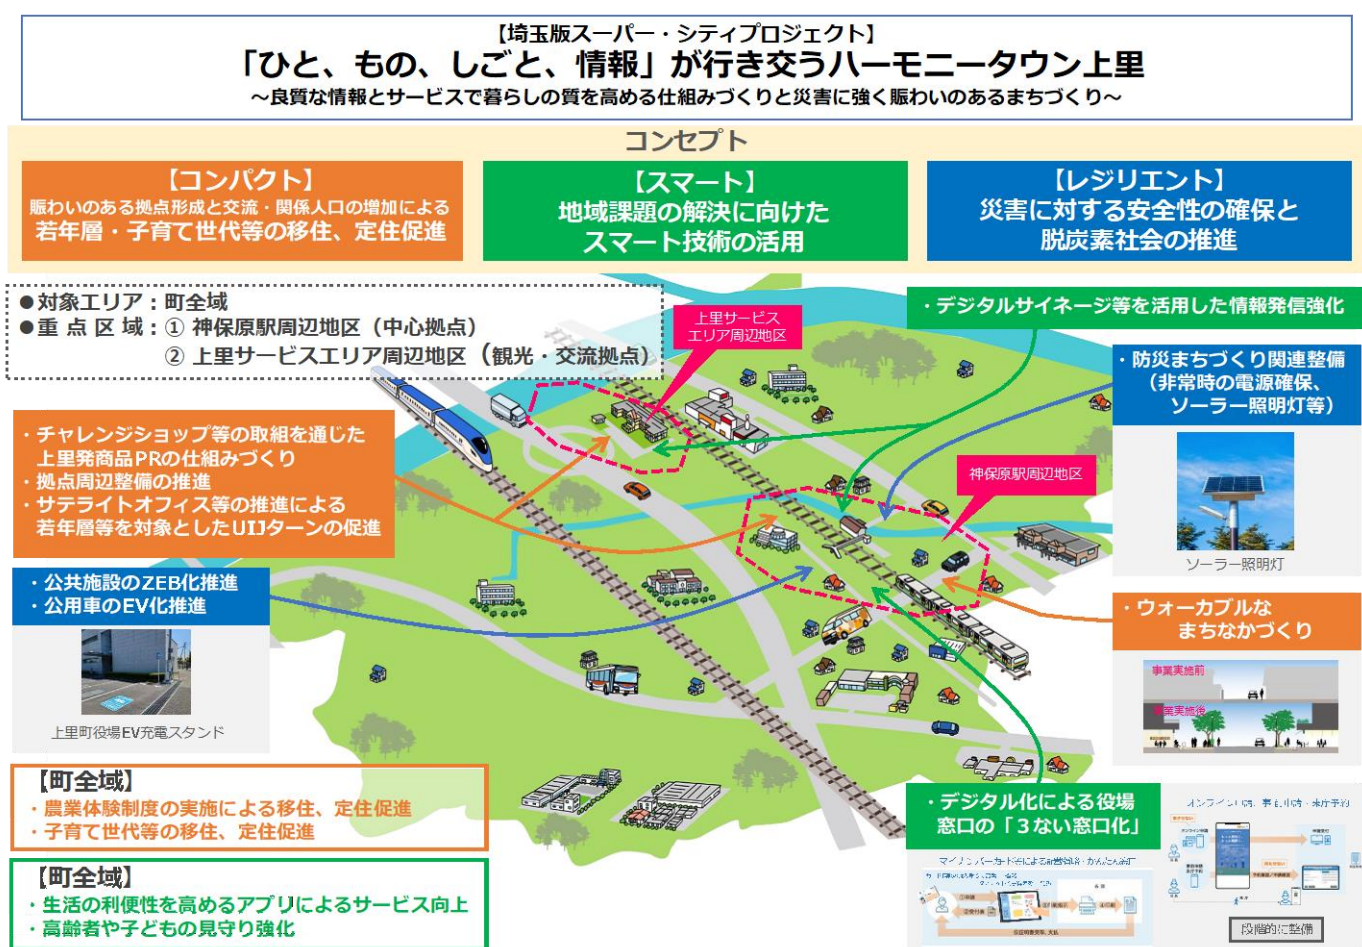 【埼玉版スーパー・シティプロジェクト】
「ひと、もの、しごと、情報」が行き交うハーモニータウン上里
～良質な情報とサービスで暮らしの質を高める仕組みづくりと災害に強く賑わいのあるまちづくり～
コンセプト
【コンパクト】
賑わいのある拠点形成と交流・関係人口の増加による
若年層・子育て世代等の移住、定住促進
【スマート】
地域課題の解決に向けた
スマート技術の活用
【レジリエント】
災害に対する安全性の確保と
脱炭素社会の推進
●対象エリア：町全域
●重点区域：① 神保原駅周辺地区（中心拠点）
② 上里サービスエリア周辺地区（観光・交流拠点）
上里サービス
エリア周辺地区
・デジタルサイネージ等を活用した情報発信強化
・防災まちづくり関連整備
（非常時の電源確保、
ソーラー照明灯等）
ソーラー照明灯
・チャレンジショップ等の取組を通じた
上里発商品PRの仕組みづくり
・拠点周辺整備の推進
・サテライトオフィス等の推進による
若年層等を対象としたUIJターンの促進
神保原駅周辺地区
・公共施設のZEB化推進
・公用車のEV化推進
上里町役場EV充電スタンド
・ウォーカブルな
まちなかづくり
事業実施前
事業実施後
【町全域】
・農業体験制度の実施による移住、定住促進
・子育て世代等の移住、定住促進
【町全域】
・生活の利便性を高めるアプリによるサービス向上
・高齢者や子どもの見守り強化
・デジタル化による役場
窓口の「３ない窓口化」
段階的に整備